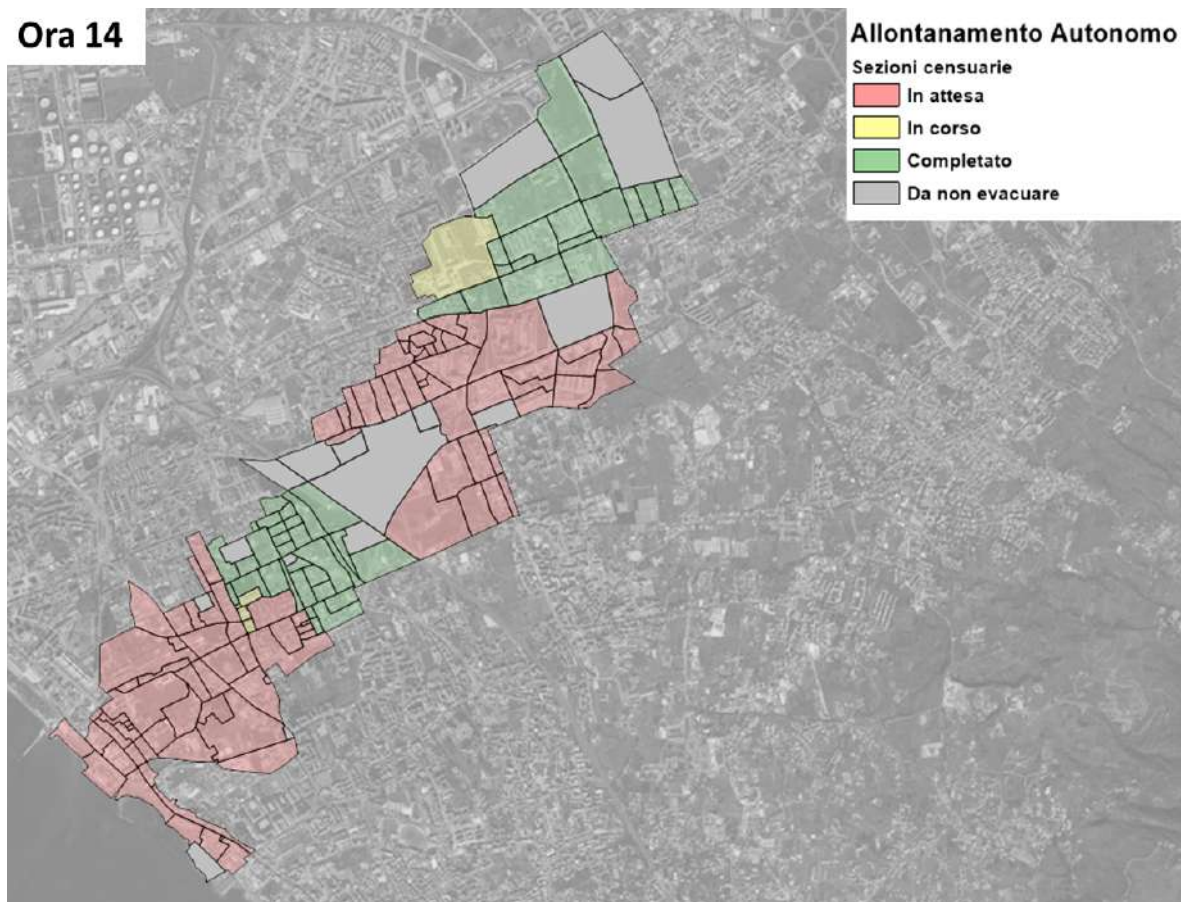 Ora 14
Allontanamento Autonomo
Sezioni censuarie
In attesa
In corso
Completato
Da non evacuare